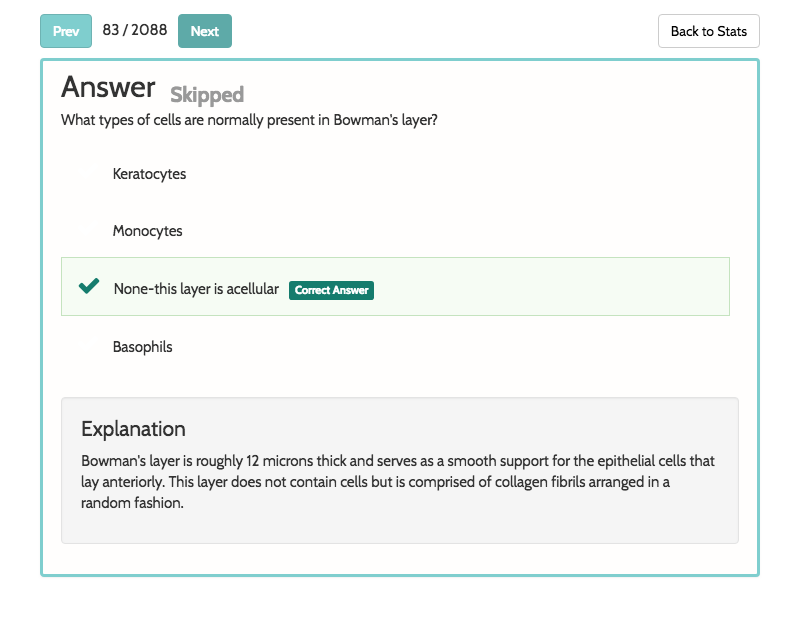 Prev 83 / 2088 Next Back to Stats
Answer Skipped
What types of cells are normally present in Bowman's layer?
Keratocytes
Monocytes
None-this layer is acellular Correct Answer
Basophils
Explanation
Bowman's layer is roughly 12 microns thick and serves as a smooth support for the epithelial cells that
lay anteriorly. This layer does not contain cells but is comprised of collagen fibrils arranged in a
random fashion.